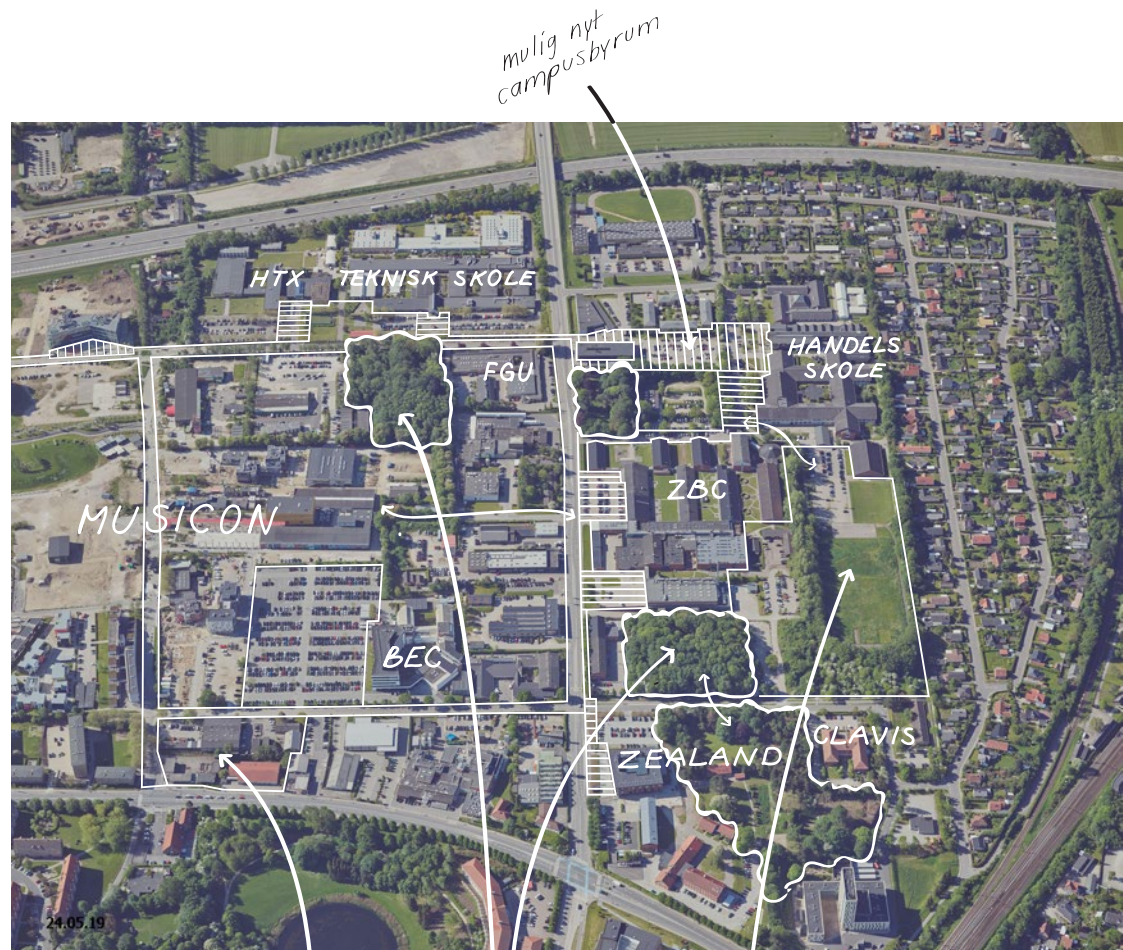 mulig nyt
campusbyrum
HTX
TEKNISK SKOLE
FGU
HANDELS
SKOLE
ZBC
MUSICON
BEC
ZEALAND
CLAVIS
24.05.19